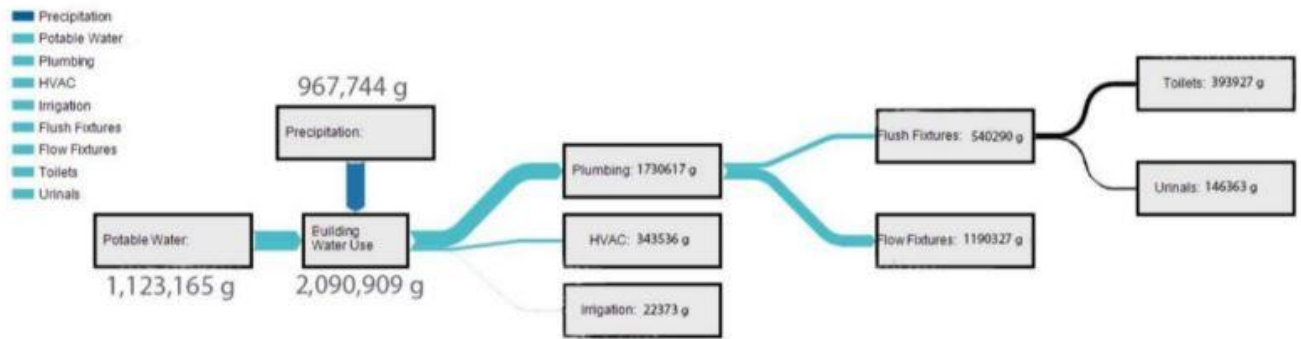 Precipitation
Potable Water
Plumbing
HVAC
Irrigation
Flush Fixtures
Flow Fixtures
Toilets
Urinals
967,744 g
Precipitation:
Potable Water:
1,123,165 g
Building
Water Use
2,090,909 g
Plumbing: 1730617 g
HVAC: 343536 g
Irrigation: 22373 g
Flush Fixtures: 540290 g
Flow Fixtures: 1190327 g
Toilets: 393927 g
Urinals: 146363 g